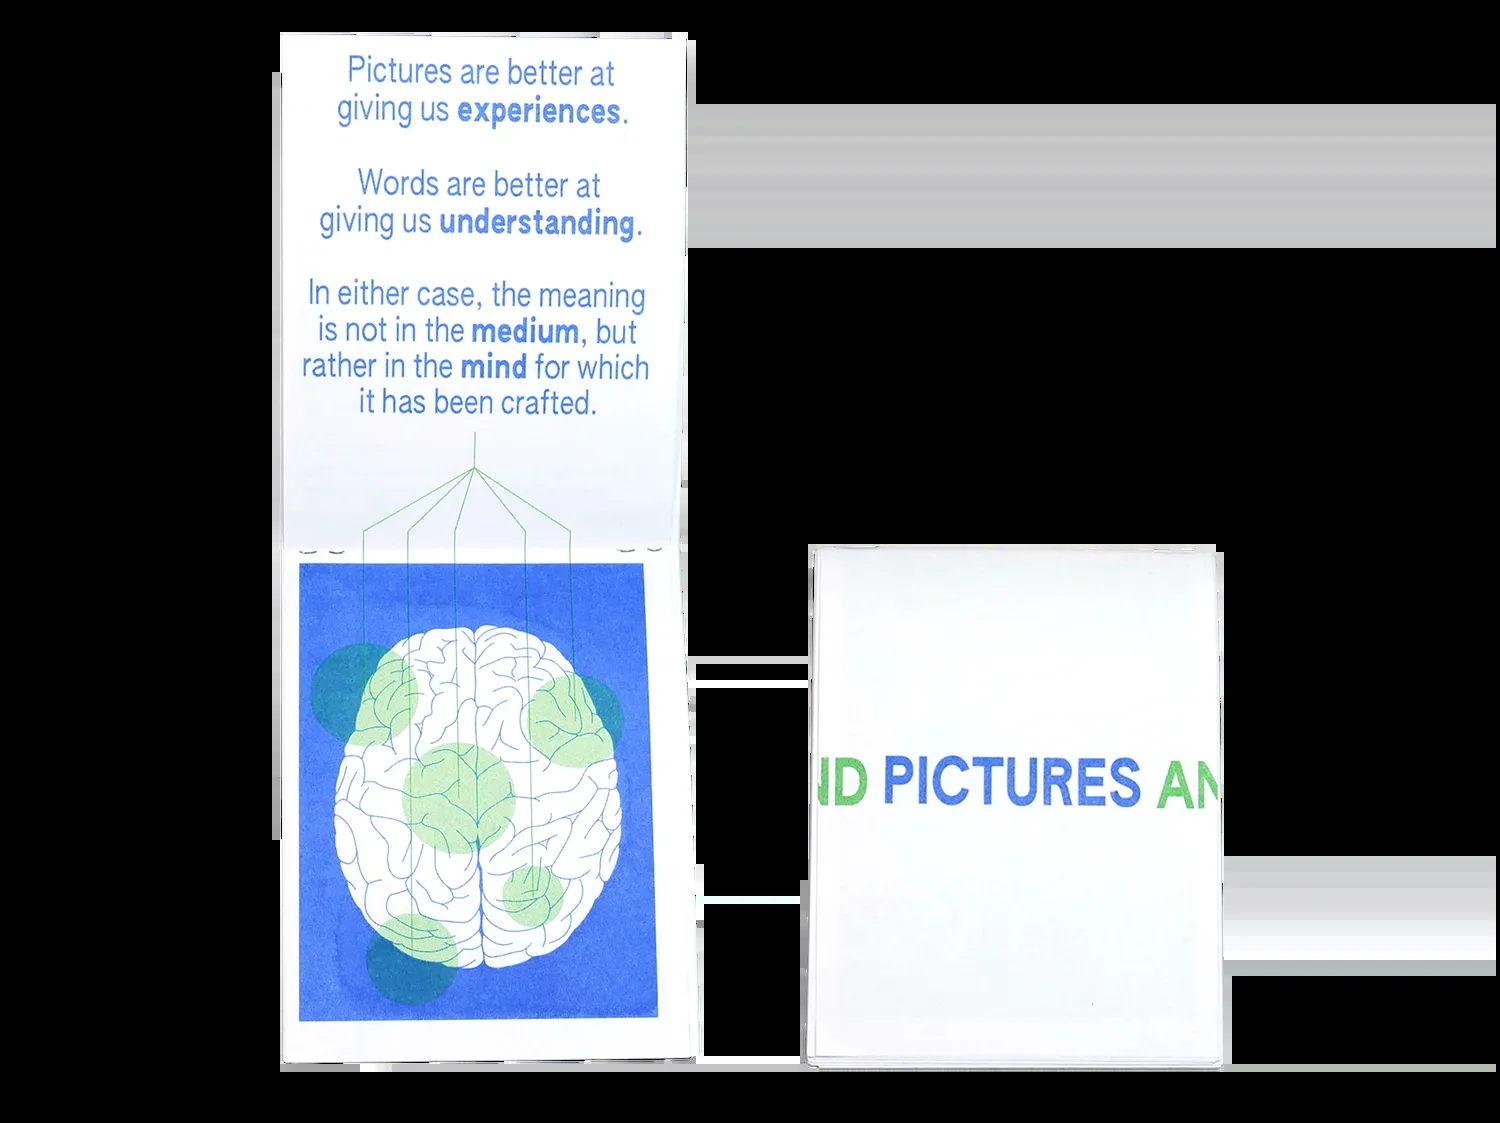 Pictures are better at
giving us experiences.
Words are better at
giving us understanding.
In either case, the meaning
is not in the medium, but
rather in the mind for which
it has been crafted.
ND PICTURES AN